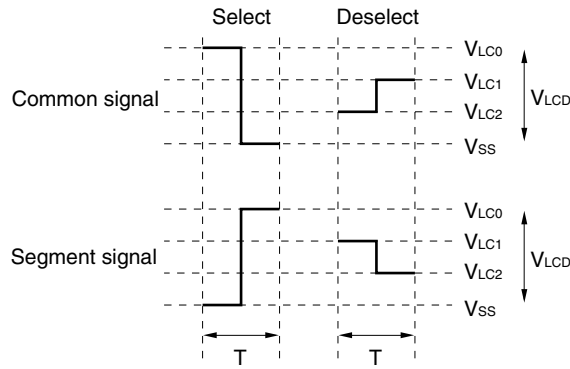 Select Deselect
VLC0
VLC1
Common signal
VLCD
VLC2
VSS
VLC0
VLC1
Segment signal
VLCD
VLC2
VSS
T T